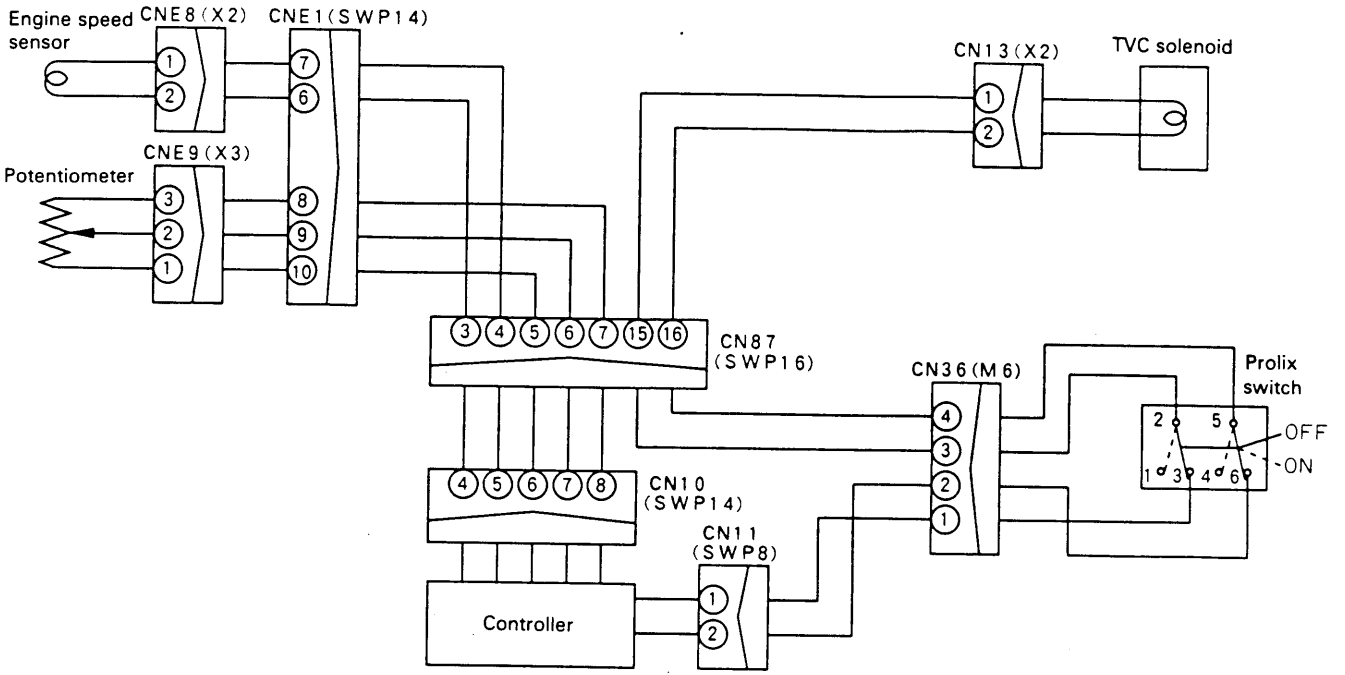 Engine speed
sensor
CNE8(X2)
CNE1(SWP14)
1
2
7
6
CNE9(X3)
Potentiometer
3
2
1
8
9
10
CN13(X2)
TVC solenoid
1
2
3
4
5
6
7
15
16
CN87
(SWP16)
CN36(M6)
4
3
2
1
Prolix
switch
2
5
OFF
ON
1
3
4
6
4
5
6
7
8
CN10
(SWP14)
CN11
(SWP8)
1
2
Controller